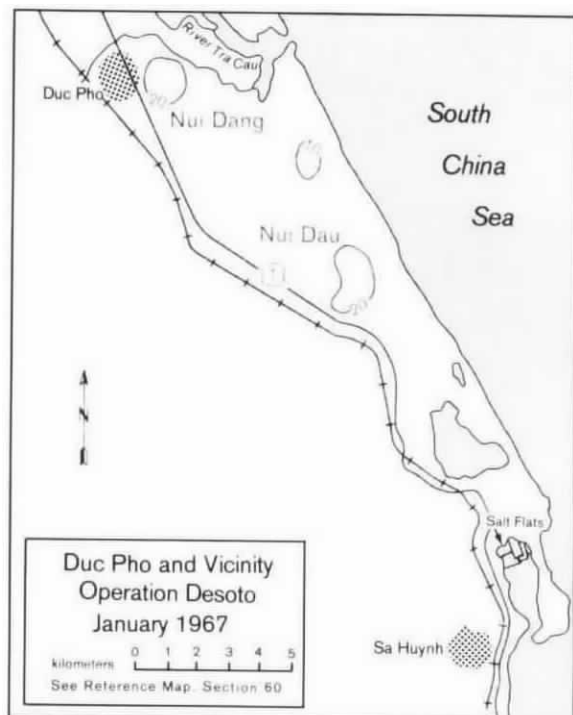 River Tra Cau
Duc Pho
20
Nui Dang
South
China
Sea
Nui Dau
1
20
N
Salt Flats
Duc Pho and Vicinity
Operation Desoto
January 1967
kilometers 0 1 2 3 4 5
See Reference Map, Section 60
Sa Huynh